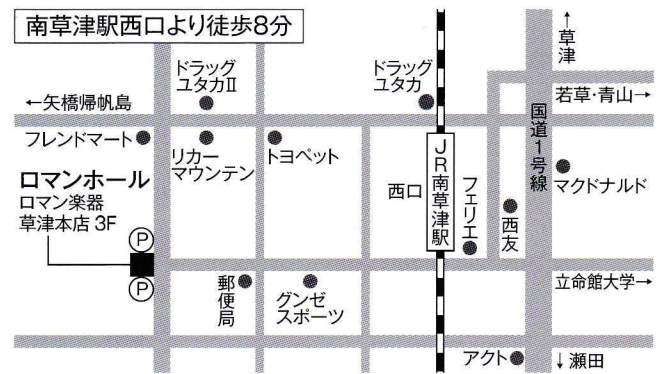 南草津駅西口より徒歩8分
↑草津
ドラッグ
ユタカⅡ
ドラッグ
ユタカ
←矢橋帰帆島
若草・青山→
国道1号線
フレンドマート
リカー
マウンテン
トヨペット
JR南草津駅
西口
フェリエ
西友
マクドナルド
ロマンホール
ロマン楽器
草津本店 3F
P
P
郵便局
グンゼ
スポーツ
立命館大学→
アクト
↓瀬田